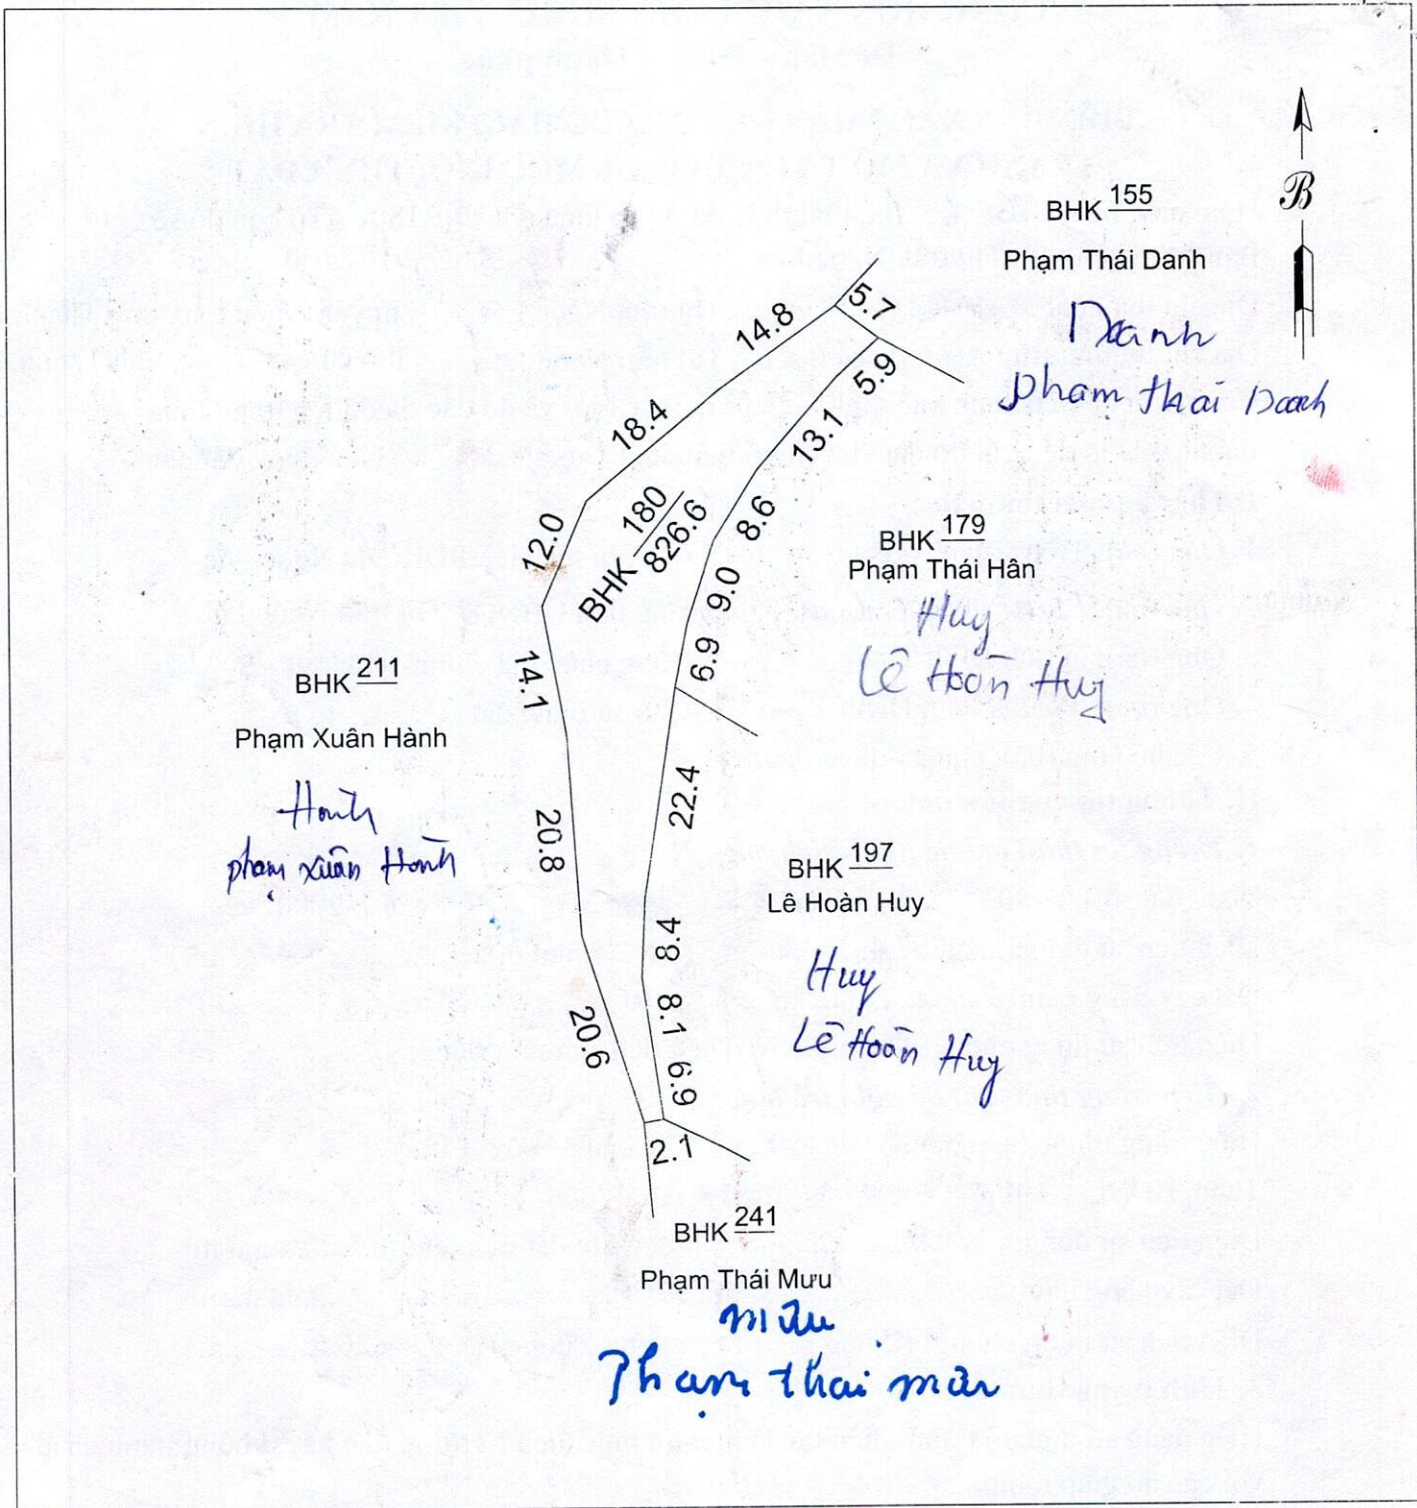 B
BHK 155
Phạm Thái Danh
Danh
phạm thái Danh
5.7
14.8
5.9
18.4
13.1
BHK 180
826.6
8.6
12.0
9.0
BHK 179
Phạm Thái Hân
Huy
Lê Hoàn Huy
6.9
14.1
BHK 211
Phạm Xuân Hành
Hành
phạm xuân Hành
22.4
20.8
BHK 197
Lê Hoàn Huy
Huy
Lê Hoàn Huy
8.4
8.1
20.6
6.9
2.1
BHK 241
Phạm Thái Mưu
mưu
Phạm thái mưu